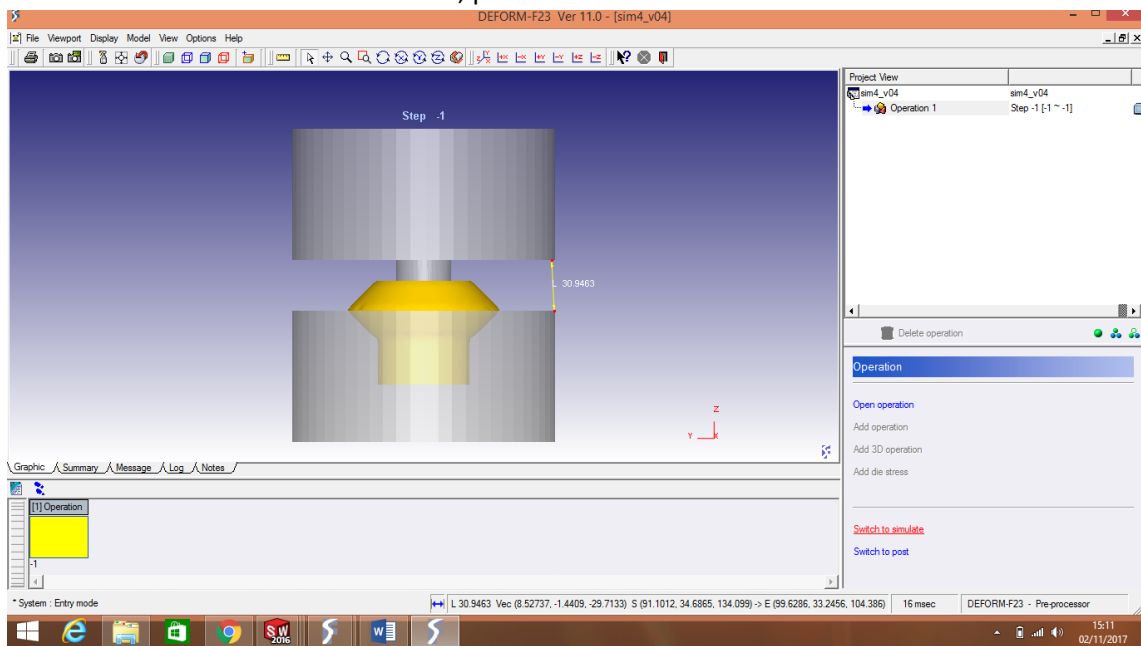 DEFORM-F23 Ver 11.0 - [sim4_v04]
File Viewport Display Model View Options Help
Project View
sim4_v04 sim4_v04
Operation 1 Step -1 [-1 ~ -1]
Step -1
L 30.9463
Z
Y X
Delete operation
Operation
Open operation
Add operation
Add 3D operation
Add die stress
Switch to simulate
Switch to post
Graphic Summary Message Log Notes
[1] Operation
-1
* System : Entry mode
L 30.9463 Vec (8.52737, -1.4409, -29.7133) S (91.1012, 34.6865, 134.099) -> E (99.6286, 33.2456, 104.386)
16 msec
DEFORM-F23 - Pre-processor
SW 2016
15:11
02/11/2017